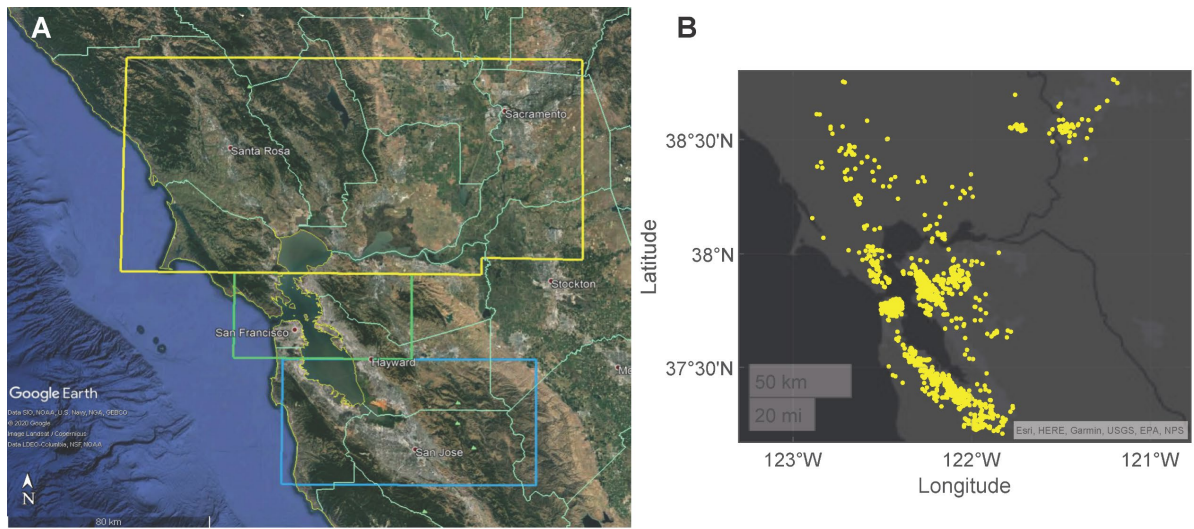 A
Sacramento
Santa Rosa
Stockton
San Francisco
Hayward
Google Earth
Data SIO, NOAA, U.S. Navy, NGA, GEBCO
© 2020 Google
Image Landsat / Copernicus
Data LDEO-Columbia, NSF, NOAA
San Jose
N
80 km
B
38°30'N
38°N
37°30'N
Latitude
50 km
20 mi
Esri, HERE, Garmin, USGS, EPA, NPS
123°W
122°W
121°W
Longitude